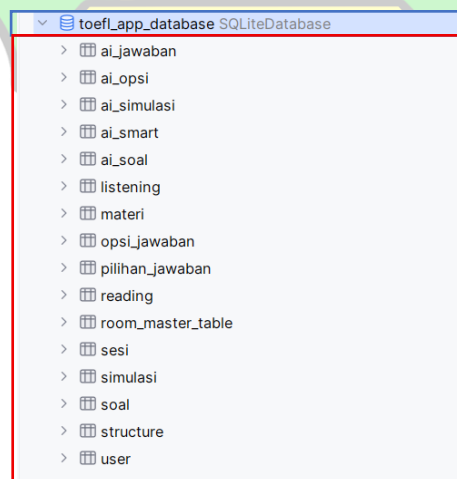 toefl_app_database SQLiteDatabase
ai_jawaban
ai_opsi
ai_simulasi
ai_smart
ai_soal
listening
materi
opsi_jawaban
pilihan_jawaban
reading
room_master_table
sesi
simulasi
soal
structure
user